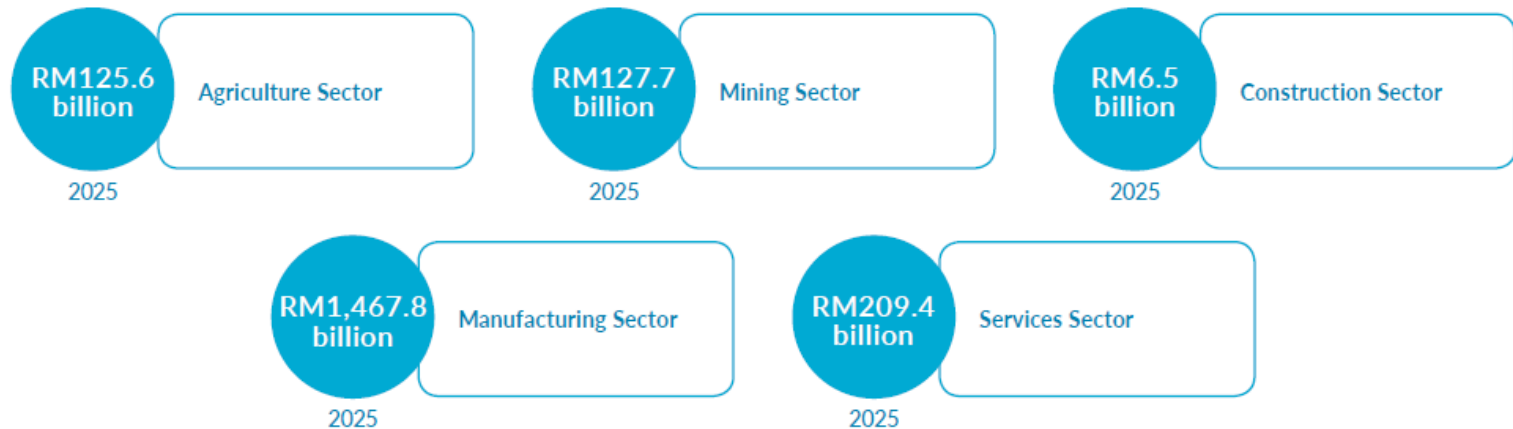 RM125.6
billion
Agriculture Sector
2025
RM127.7
billion
Mining Sector
2025
RM6.5
billion
Construction Sector
2025
RM1,467.8
billion
Manufacturing Sector
2025
RM209.4
billion
Services Sector
2025